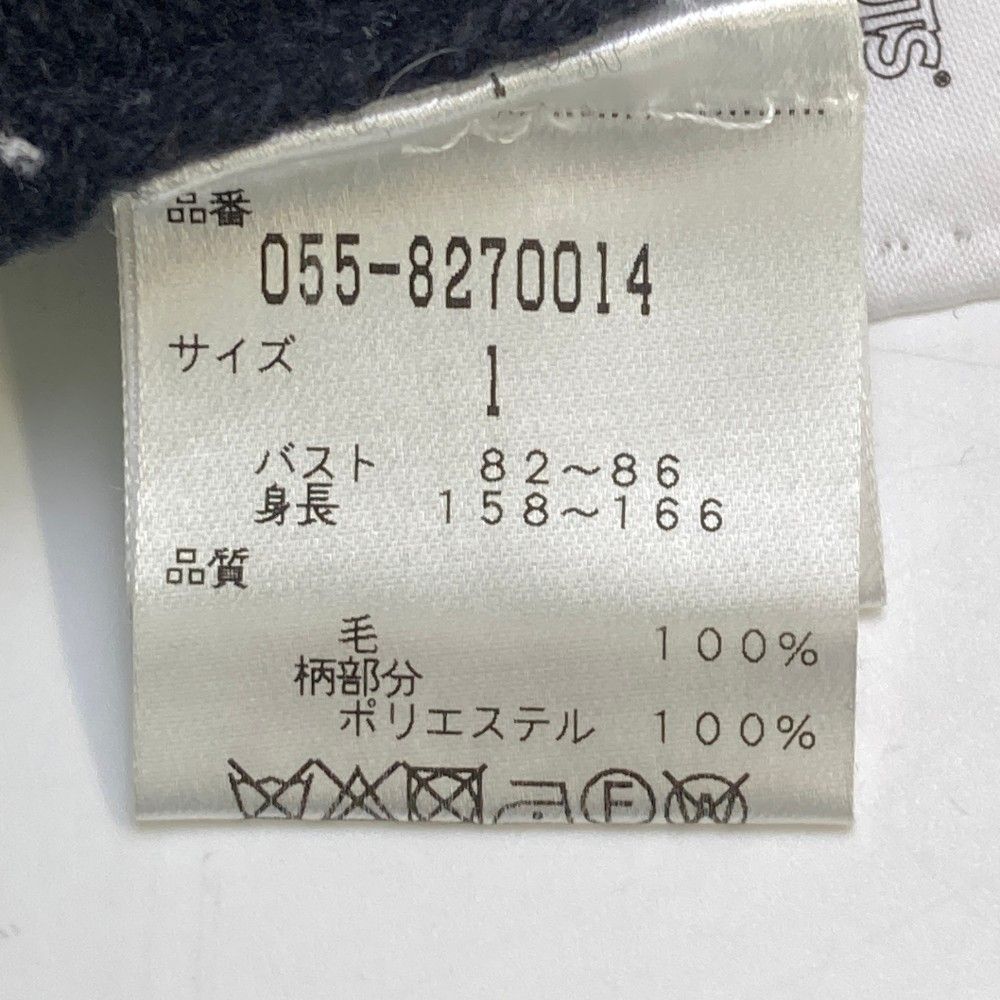 品番
055-8270014
サイズ
1
バスト 82～86
身長 158～166
品質
毛 100%
柄部分
ポリエステル 100%
F
W